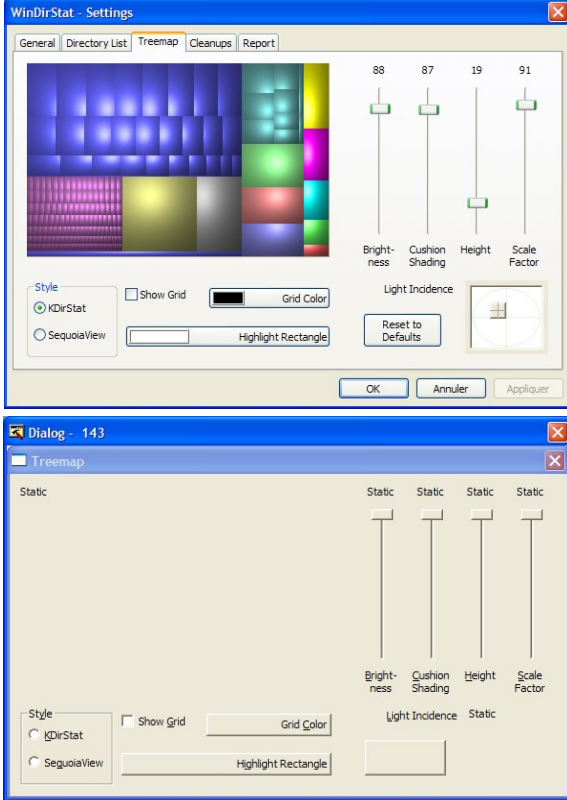 WinDirStat - Settings
General Directory List Treemap Cleanups Report
88 87 19 91
Bright-
ness
Cushion
Shading
Height
Scale
Factor
Style
KDirStat
SequoiaView
Show Grid
Grid Color
Highlight Rectangle
Light Incidence
Reset to
Defaults
OK Annuler Appliquer
Dialog - 143
Treemap
Static Static Static Static Static
Bright-
ness
Cushion
Shading
Height
Scale
Factor
Style
KDirStat
SequoiaView
Show Grid
Grid Color
Highlight Rectangle
Light Incidence Static